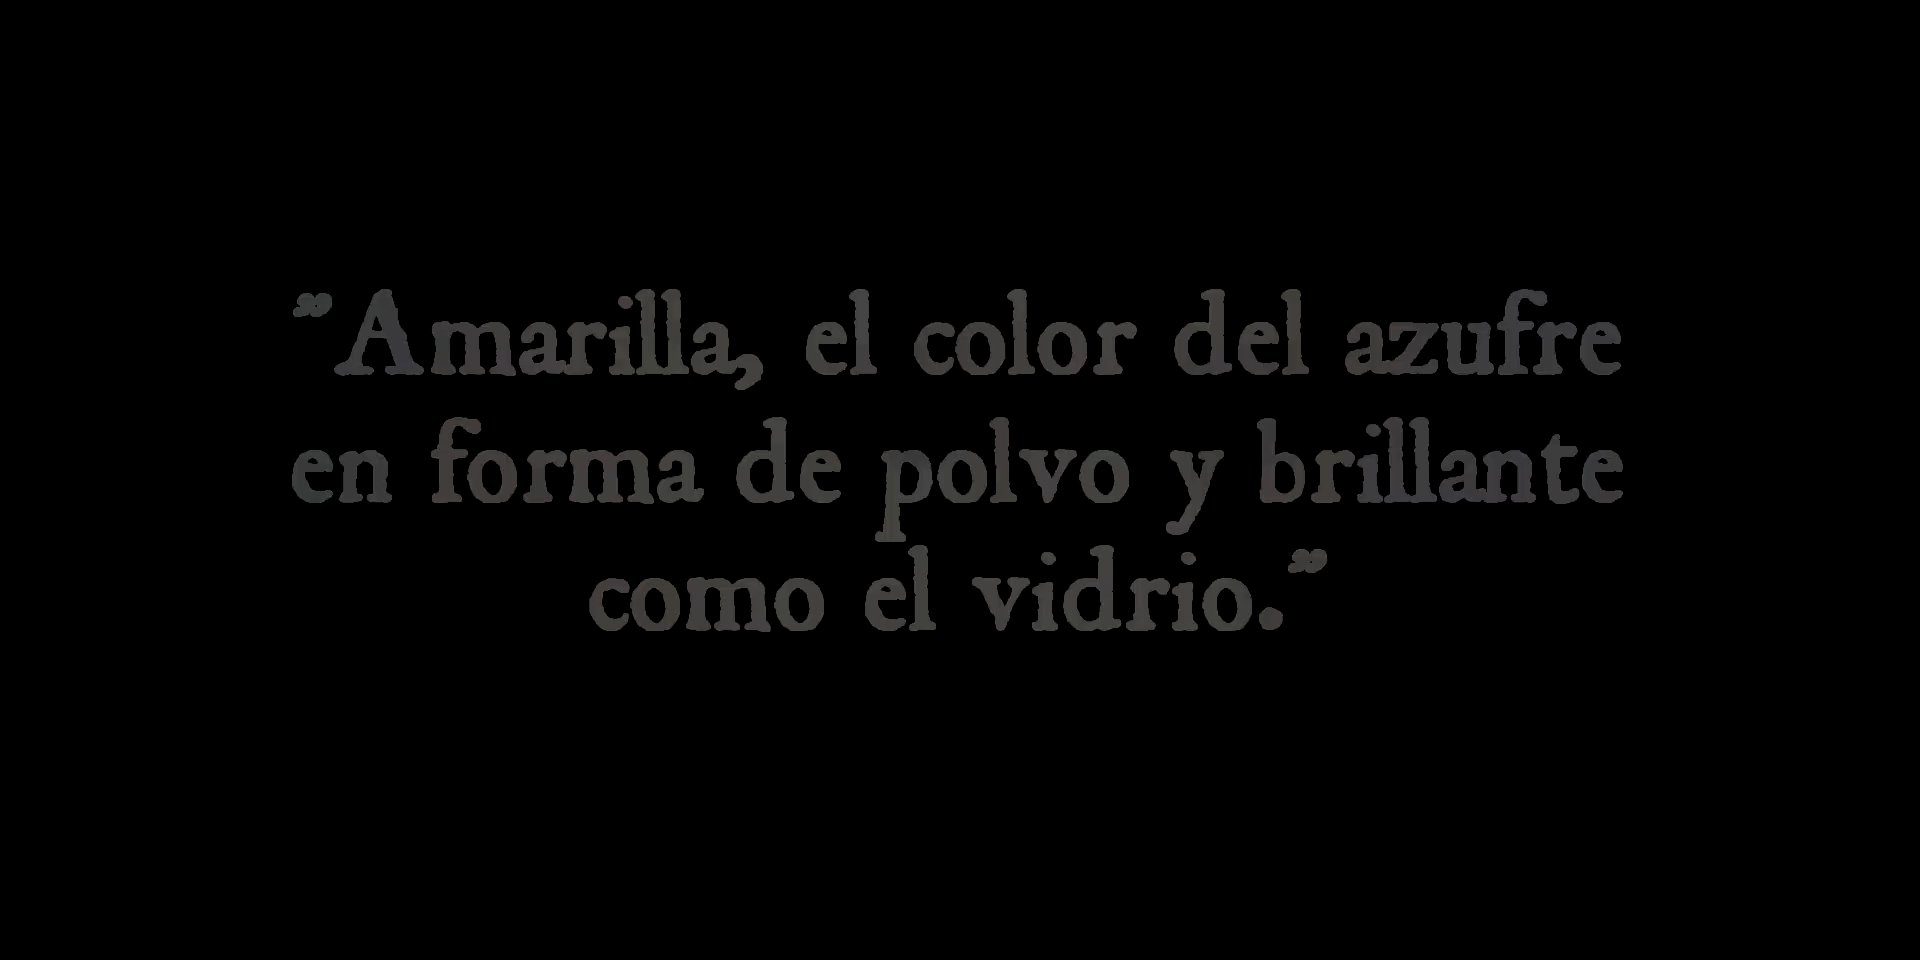 ”Amarilla, el color del azufre
en forma de polvo y brillante
como el vidrio.”